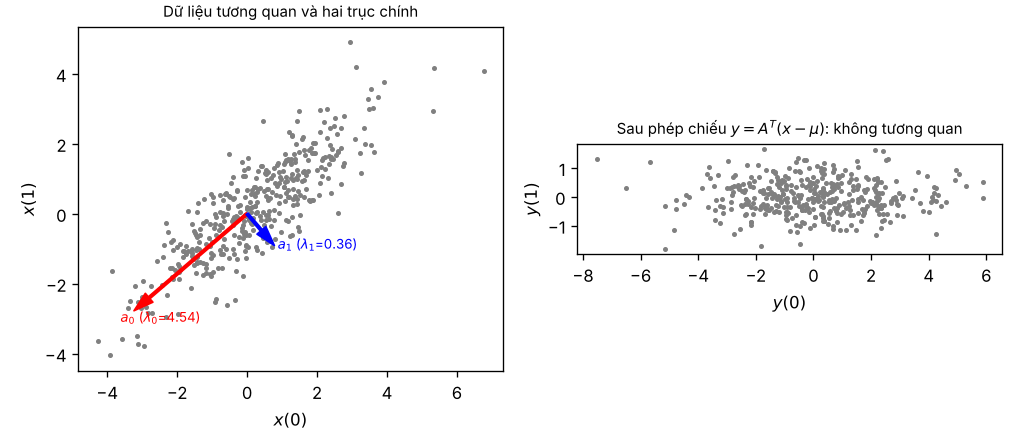 Dữ liệu tương quan và hai trục chính
x(1)
4
2
0
−2
−4
a₁ (λ₁=0.36)
a₀ (λ₀=4.54)
−4 −2 0 2 4 6
x(0)
Sau phép chiếu y = Aᵀ(x − μ): không tương quan
y(1)
1
0
−1
−8 −6 −4 −2 0 2 4 6
y(0)